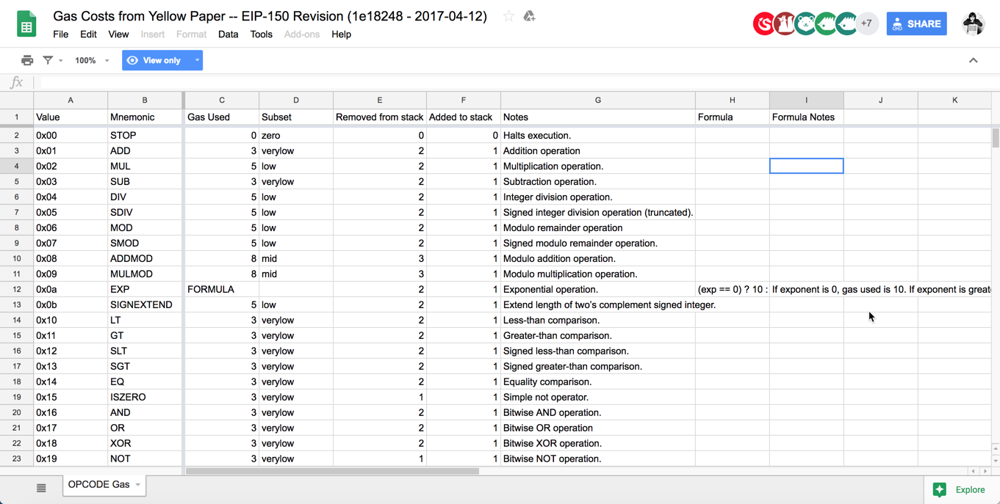 Gas Costs from Yellow Paper -- EIP-150 Revision (1e18248 - 2017-04-12)
File Edit View Insert Format Data Tools Add-ons Help
+7
SHARE
100%
View only
fx
A B C D E F G H I J K
1 Value Mnemonic Gas Used Subset Removed from stack Added to stack Notes Formula Formula Notes
2 0x00 STOP 0 zero 0 0 Halts execution.
3 0x01 ADD 3 verylow 2 1 Addition operation
4 0x02 MUL 5 low 2 1 Multiplication operation.
5 0x03 SUB 3 verylow 2 1 Subtraction operation.
6 0x04 DIV 5 low 2 1 Integer division operation.
7 0x05 SDIV 5 low 2 1 Signed integer division operation (truncated).
8 0x06 MOD 5 low 2 1 Modulo remainder operation
9 0x07 SMOD 5 low 2 1 Signed modulo remainder operation.
10 0x08 ADDMOD 8 mid 3 1 Modulo addition operation.
11 0x09 MULMOD 8 mid 3 1 Modulo multiplication operation.
12 0x0a EXP FORMULA 2 1 Exponential operation. (exp == 0) ? 10 : If exponent is 0, gas used is 10. If exponent is great
13 0x0b SIGNEXTEND 5 low 2 1 Extend length of two's complement signed integer.
14 0x10 LT 3 verylow 2 1 Less-than comparison.
15 0x11 GT 3 verylow 2 1 Greater-than comparison.
16 0x12 SLT 3 verylow 2 1 Signed less-than comparison.
17 0x13 SGT 3 verylow 2 1 Signed greater-than comparison.
18 0x14 EQ 3 verylow 2 1 Equality comparison.
19 0x15 ISZERO 3 verylow 1 1 Simple not operator.
20 0x16 AND 3 verylow 2 1 Bitwise AND operation.
21 0x17 OR 3 verylow 2 1 Bitwise OR operation
22 0x18 XOR 3 verylow 2 1 Bitwise XOR operation.
23 0x19 NOT 3 verylow 1 1 Bitwise NOT operation.
OPCODE Gas
Explore